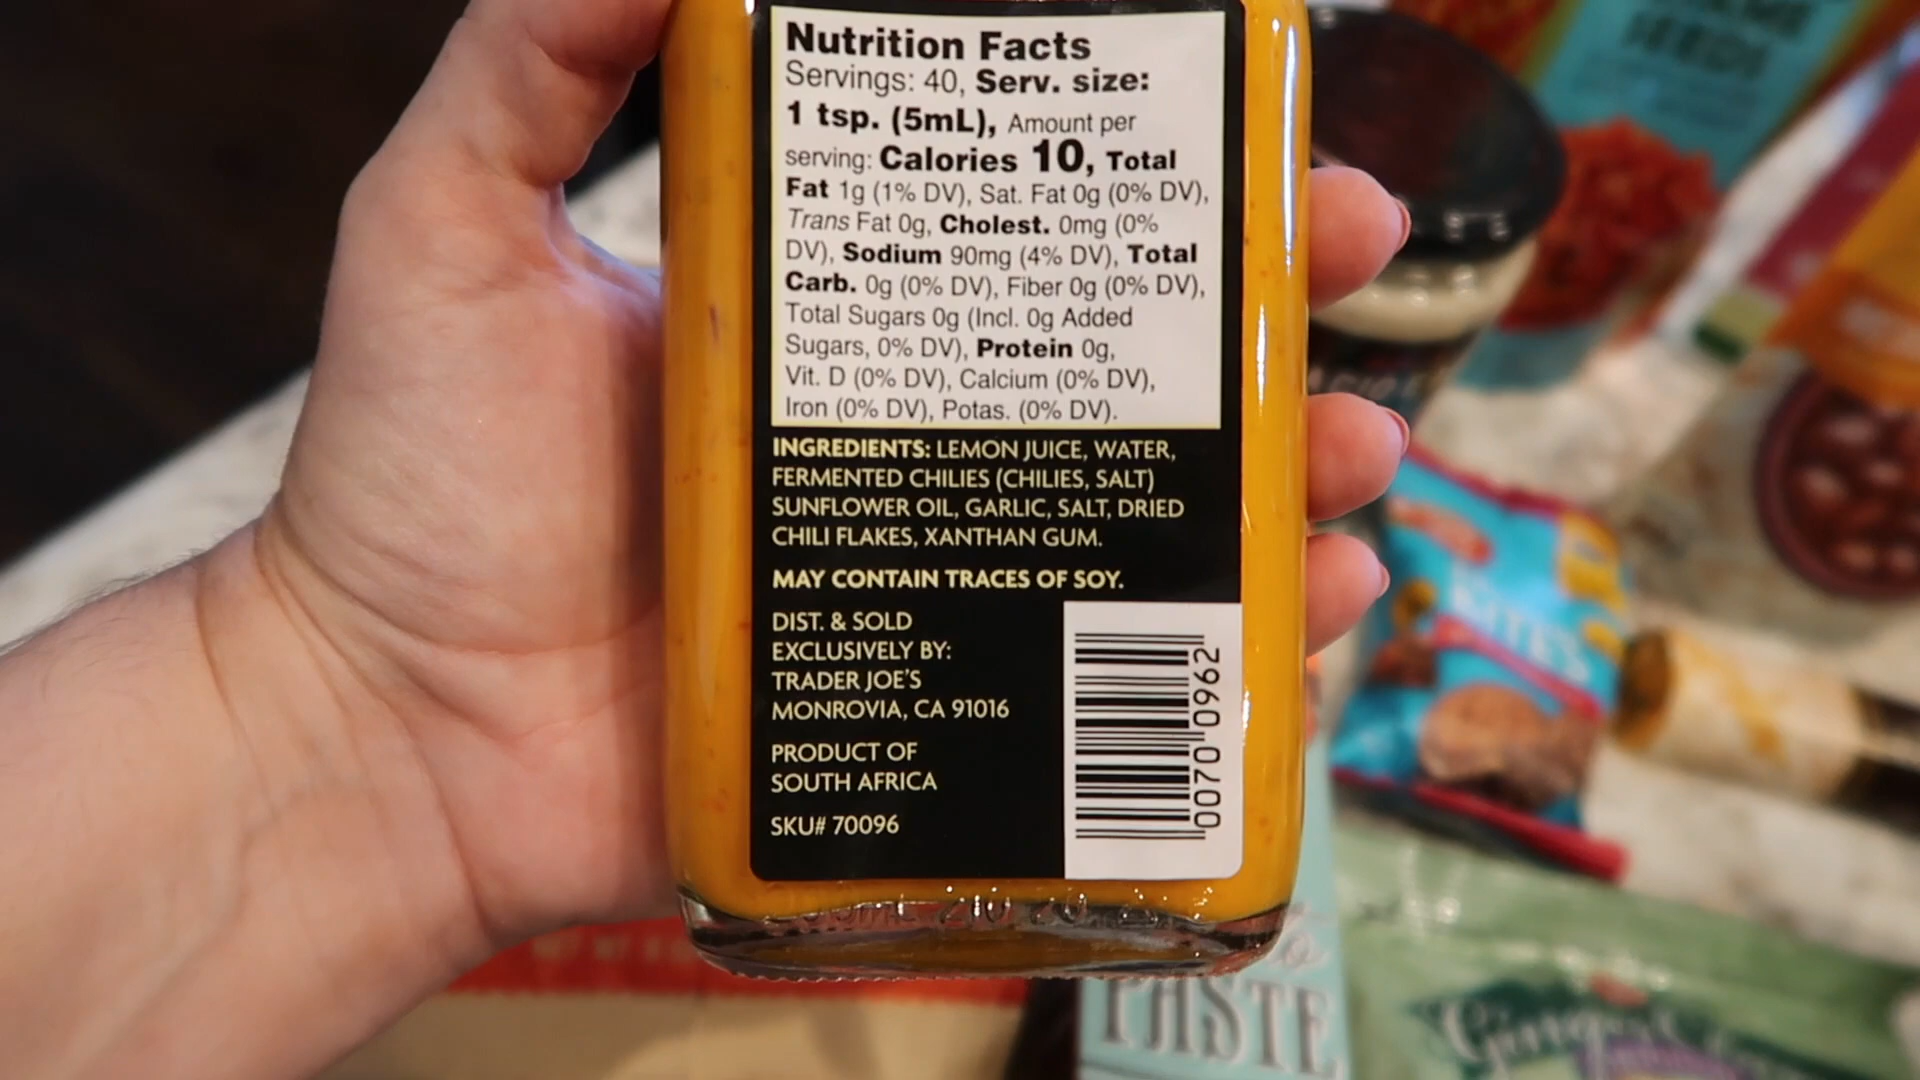 Nutrition Facts
Servings: 40, Serv. size:
1 tsp. (5mL), Amount per
serving: Calories 10, Total
Fat 1g (1% DV), Sat. Fat 0g (0% DV),
Trans Fat 0g, Cholest. 0mg (0%
DV), Sodium 90mg (4% DV), Total
Carb. 0g (0% DV), Fiber 0g (0% DV),
Total Sugars 0g (Incl. 0g Added
Sugars, 0% DV), Protein 0g,
Vit. D (0% DV), Calcium (0% DV),
Iron (0% DV), Potas. (0% DV).
INGREDIENTS: LEMON JUICE, WATER,
FERMENTED CHILIES (CHILIES, SALT)
SUNFLOWER OIL, GARLIC, SALT, DRIED
CHILI FLAKES, XANTHAN GUM.
MAY CONTAIN TRACES OF SOY.
DIST. & SOLD
EXCLUSIVELY BY:
TRADER JOE'S
MONROVIA, CA 91016
PRODUCT OF
SOUTH AFRICA
SKU# 70096
0070 0962
SEEDS
BITES
PASTE